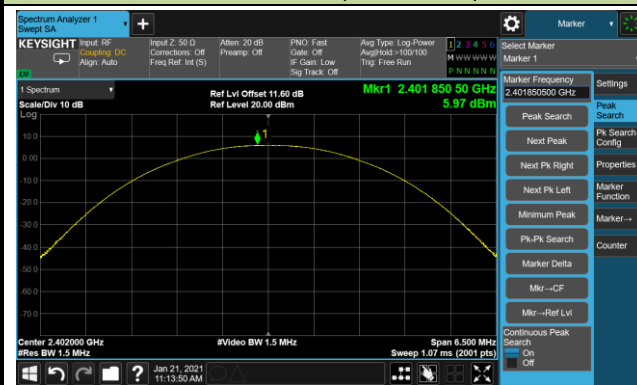 Spectrum Analyzer 1
Swept SA
Marker
KEYSIGHT
Input: RF
Coupling: DC
Align: Auto
Input Z: 50 Ω
Corrections: Off
Freq Ref: Int (S)
Atten: 20 dB
Preamp: Off
PNO: Fast
Gate: Off
IF Gain: Low
Sig Track: Off
Avg Type: Log-Power
Avg|Hold:>100/100
Trig: Free Run
1 2 3 4 5 6
M W W W W W
P N N N N N
Select Marker
Marker 1
1 Spectrum
Scale/Div 10 dB
Log
Ref Lvl Offset 11.60 dB
Ref Level 20.00 dBm
Mkr1 2.401 850 50 GHz
5.97 dBm
10.0
0.00
-10.0
-20.0
-30.0
-40.0
-50.0
-60.0
-70.0
1
Center 2.402000 GHz
#Res BW 1.5 MHz
#Video BW 1.5 MHz
Span 6.500 MHz
Sweep 1.07 ms (2001 pts)
Marker Frequency
2.401850500 GHz
Peak Search
Next Peak
Next Pk Right
Next Pk Left
Minimum Peak
Pk-Pk Search
Marker Delta
Mkr→CF
Mkr→Ref Lvl
Continuous Peak
Search
On
Off
Settings
Peak
Search
Pk Search
Config
Properties
Marker
Function
Marker→
Counter
Jan 21, 2021
11:13:50 AM